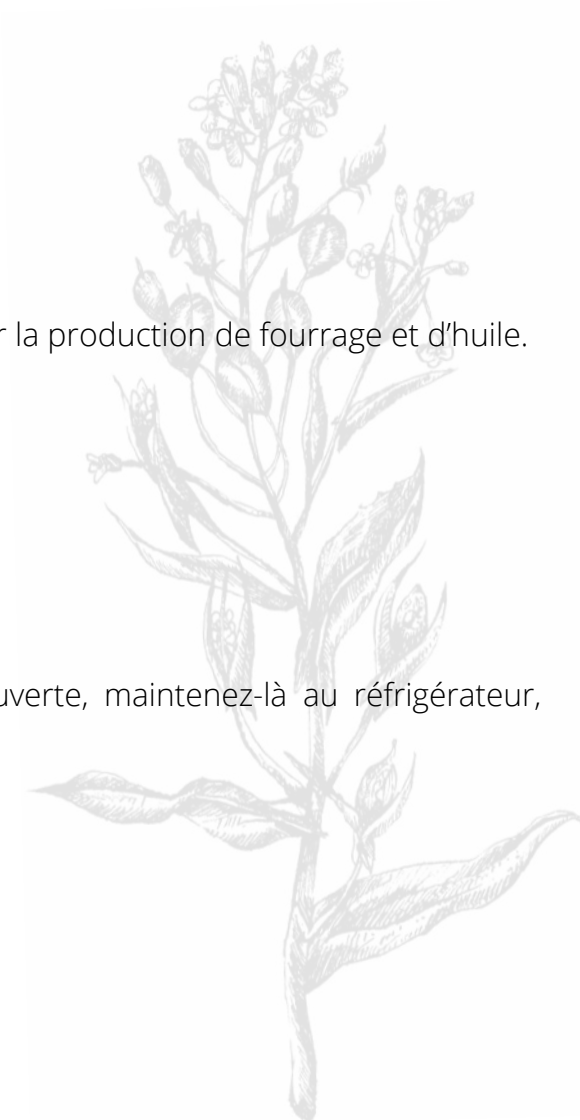 r la production de fourrage et d’huile.
uverte, maintenez-là au réfrigérateur,